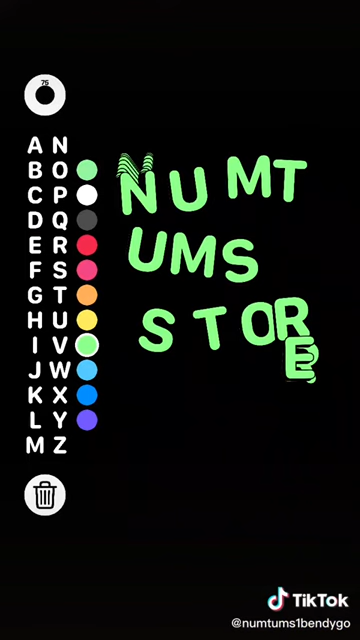 75
A N
B O
C P
D Q
E R
F S
G T
H U
I V
J W
K X
L Y
M Z
NUMT
UMS
STORE
TikTok
@numtums1bendygo